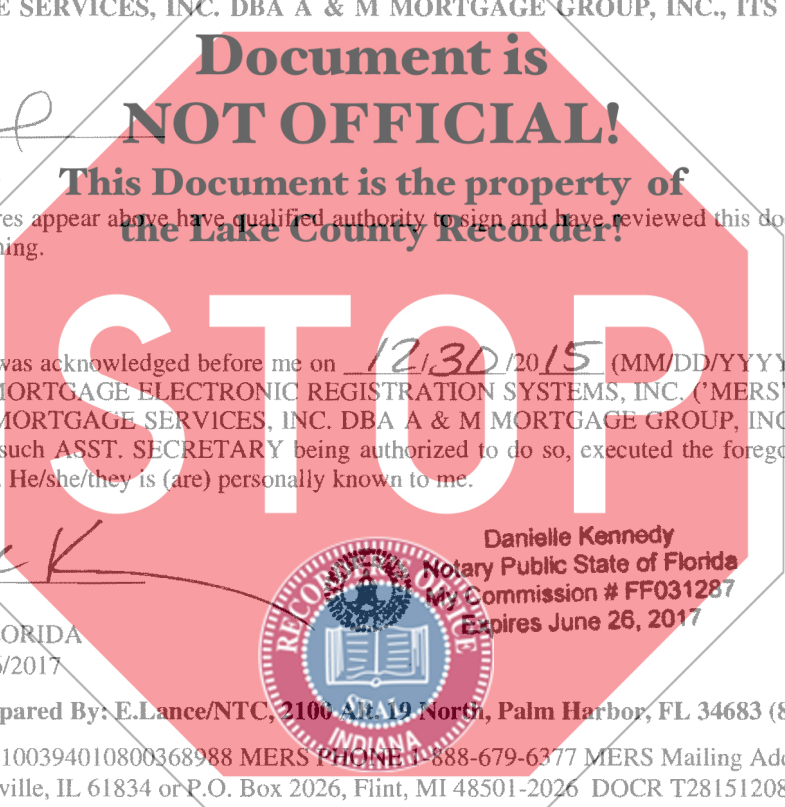 E SERVICES, INC. DBA A & M MORTGAGE GROUP, INC., ITS
Document is
NOT OFFICIAL!
This Document is the property of
the Lake County Recorder!
res appear above have qualified authority to sign and have reviewed this do
ning.
STOP
was acknowledged before me on 12/30/2015 (MM/DD/YYYY
MORTGAGE ELECTRONIC REGISTRATION SYSTEMS, INC. ('MERS'
MORTGAGE SERVICES, INC. DBA A & M MORTGAGE GROUP, INC
such ASST. SECRETARY being authorized to do so, executed the forego
. He/she/they is (are) personally known to me.
Danielle Kennedy
Notary Public State of Florida
My Commission # FF031287
Expires June 26, 2017
RECORDER'S OFFICE
SEAL
INDIANA
ORIDA
6/2017
pared By: E.Lance/NTC, 2100 Alt. 19 North, Palm Harbor, FL 34683 (8
100394010800368988 MERS PHONE 1-888-679-6377 MERS Mailing Add
ville, IL 61834 or P.O. Box 2026, Flint, MI 48501-2026 DOCR T28151208